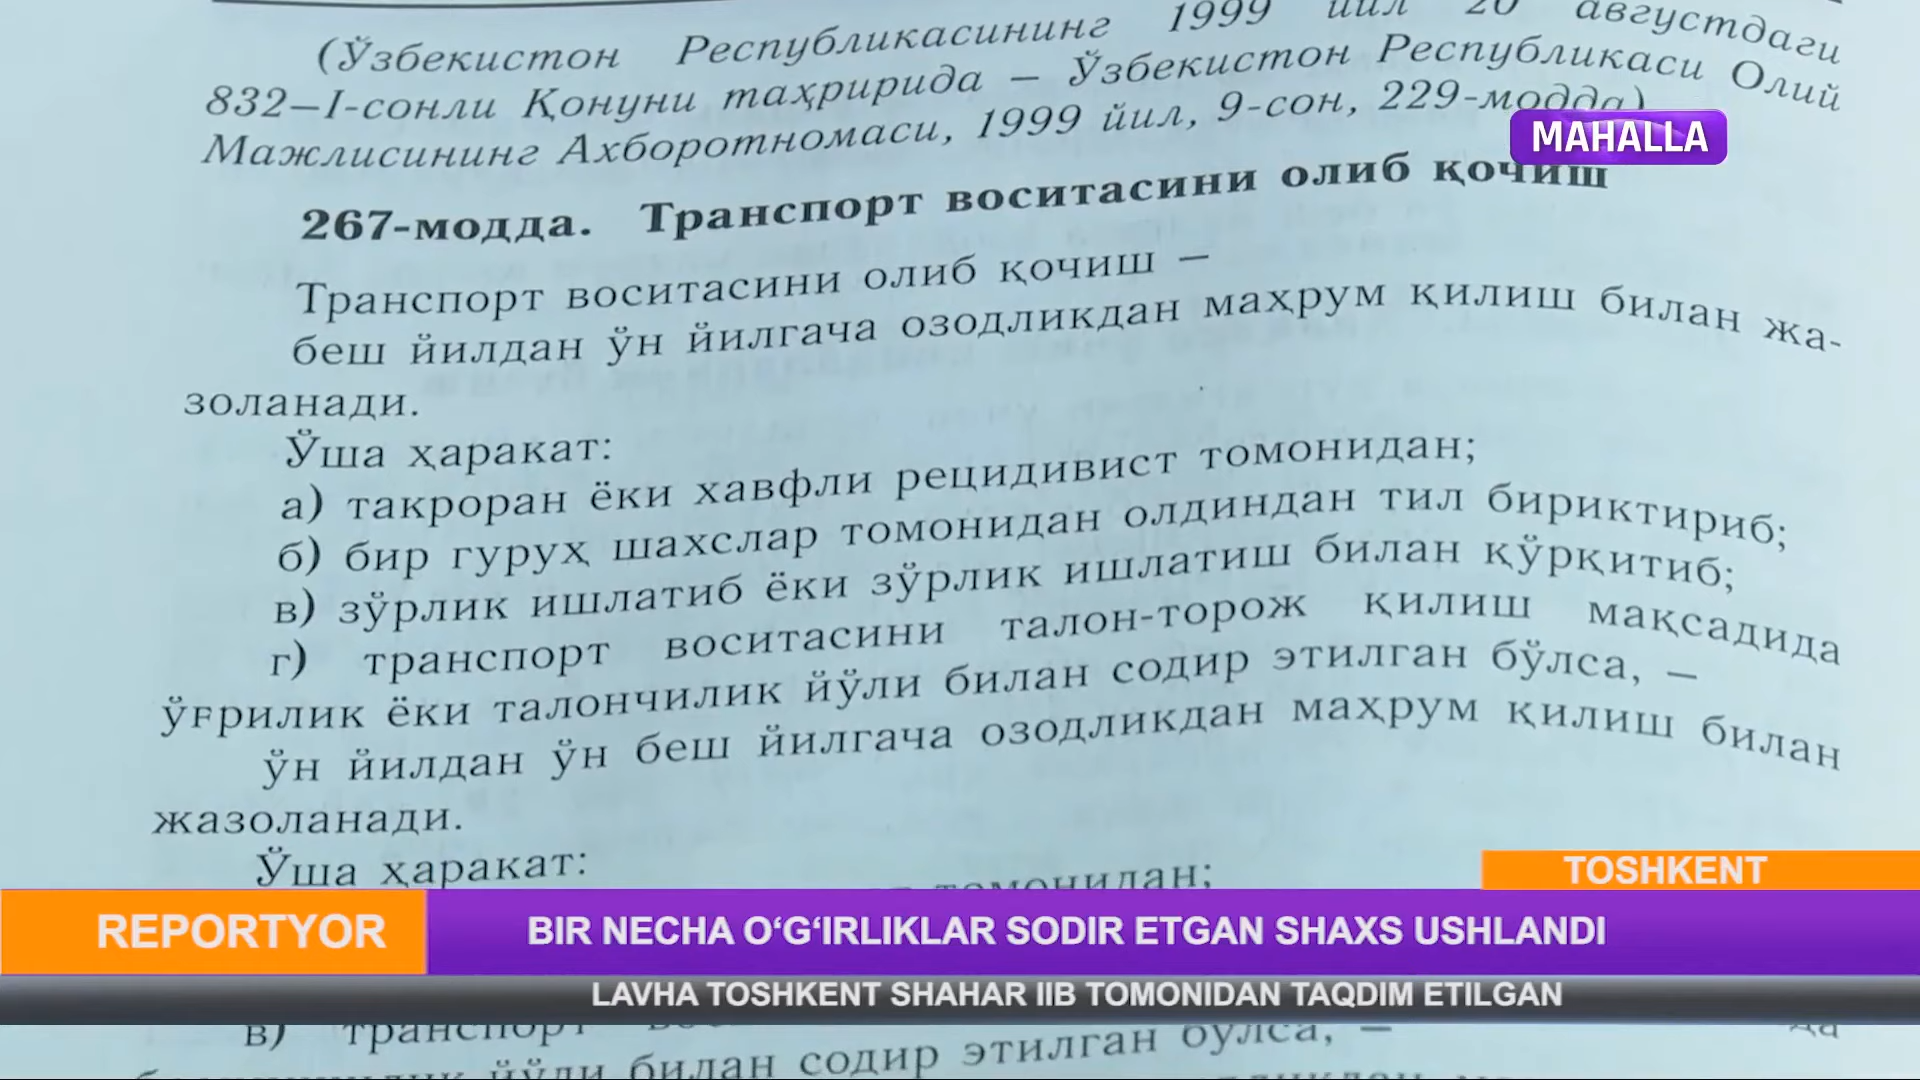 (Ўзбекистон Республикасининг 1999 йил 20 августдаги
832—I-сонли Қонуни таҳририда — Ўзбекистон Республикаси Олий
Мажлисининг Ахборотномаси, 1999 йил, 9-сон, 229-модда)
MAHALLA
267-модда. Транспорт воситасини олиб қочиш
Транспорт воситасини олиб қочиш —
беш йилдан ўн йилгача озодликдан маҳрум қилиш билан жа-
золанади.
Ўша ҳаракат:
а) такроран ёки хавфли рецидивист томонидан;
б) бир гуруҳ шахслар томонидан олдиндан тил бириктириб;
в) зўрлик ишлатиб ёки зўрлик ишлатиш билан қўрқитиб;
г) транспорт воситасини талон-торож қилиш мақсадида
ўғрилик ёки талончилик йўли билан содир этилган бўлса, —
ўн йилдан ўн беш йилгача озодликдан маҳрум қилиш билан
жазоланади.
Ўша ҳаракат:
томонидан;
TOSHKENT
REPORTYOR
BIR NECHA O‘G‘IRLIKLAR SODIR ETGAN SHAXS USHLANDI
LAVHA TOSHKENT SHAHAR IIB TOMONIDAN TAQDIM ETILGAN
в) транспорт
йўли билан содир этилган бўлса, —